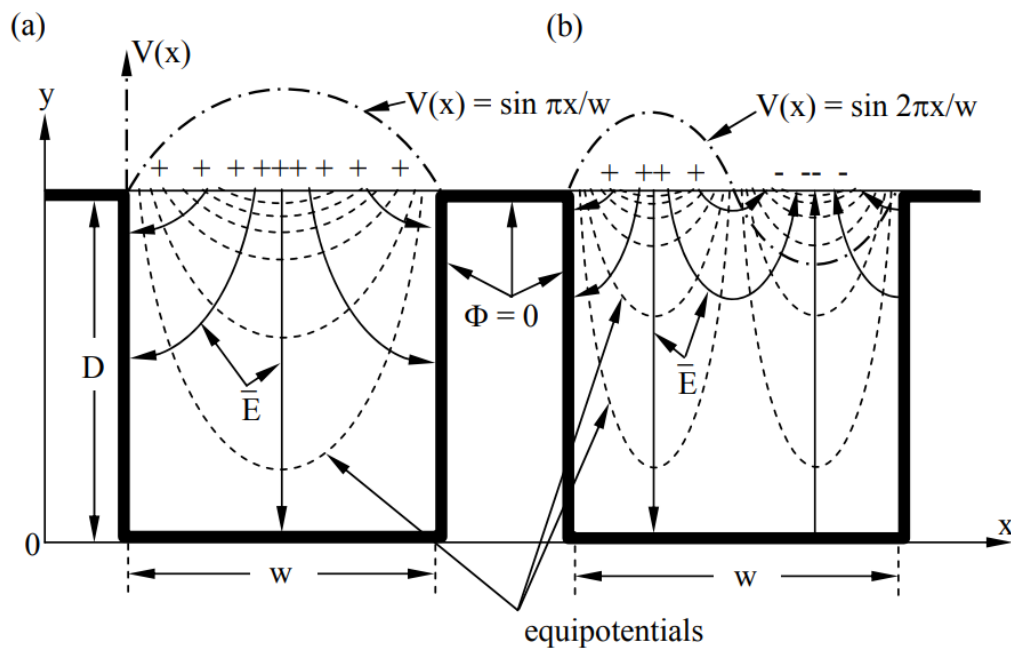 (a)
(b)
V(x)
y
V(x) = sin πx/w
V(x) = sin 2πx/w
+ + + +++ + + +
+ ++ + - -- -
Φ = 0
D
E̅
E̅
0
x
w
w
equipotentials